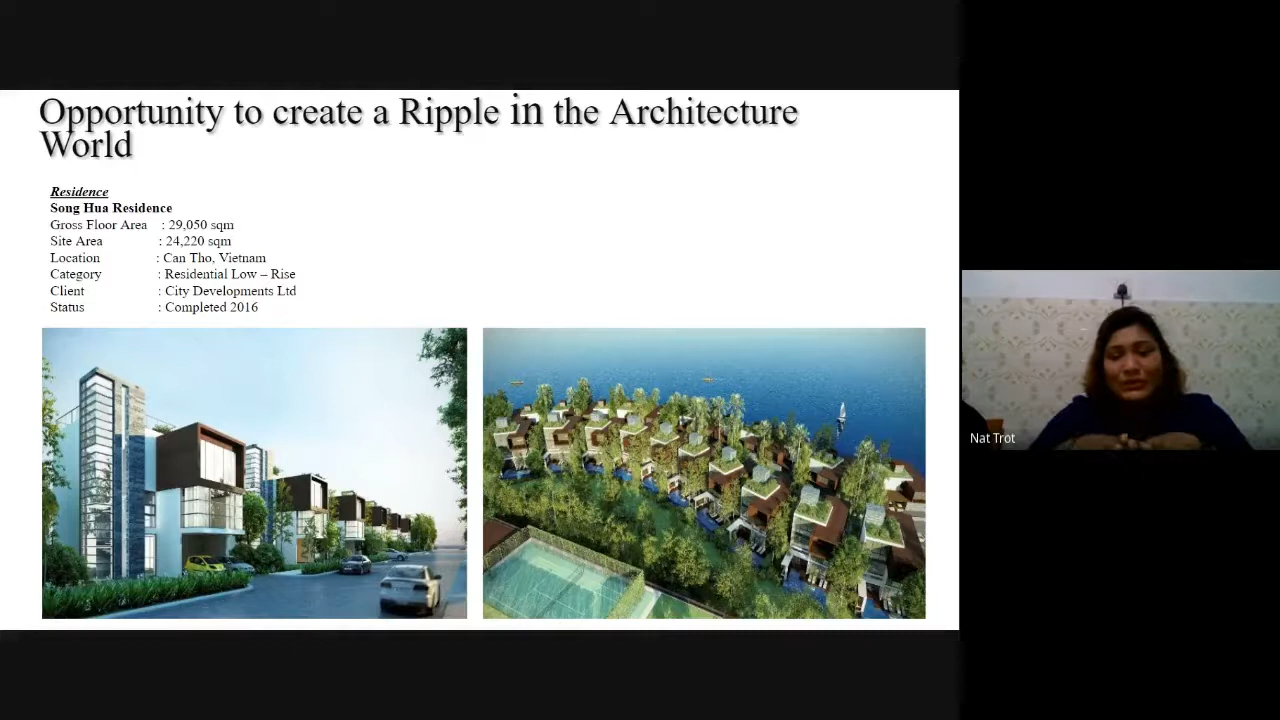 Opportunity to create a Ripple in the Architecture
World
Residence
Song Hua Residence
Gross Floor Area : 29,050 sqm
Site Area : 24,220 sqm
Location : Can Tho, Vietnam
Category : Residential Low – Rise
Client : City Developments Ltd
Status : Completed 2016
Nat Trot